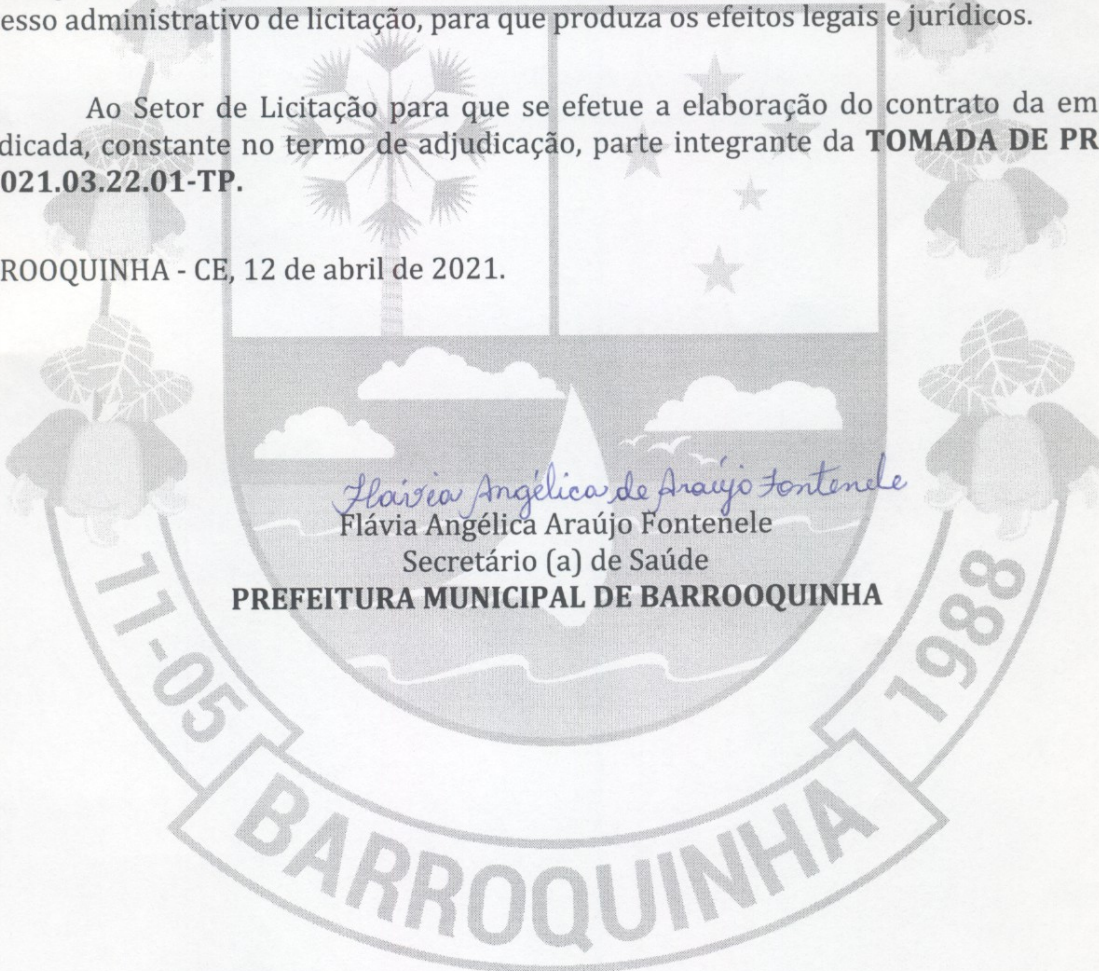 esso administrativo de licitação, para que produza os efeitos legais e jurídicos.
Ao Setor de Licitação para que se efetue a elaboração do contrato da em
dicada, constante no termo de adjudicação, parte integrante da TOMADA DE PR
021.03.22.01-TP.
ROOQUINHA - CE, 12 de abril de 2021.
Flávia Angélica de Araújo Fontenele
Flávia Angélica Araújo Fontenele
Secretário (a) de Saúde
PREFEITURA MUNICIPAL DE BARROOQUINHA
11-05
1988
BARROQUINHA